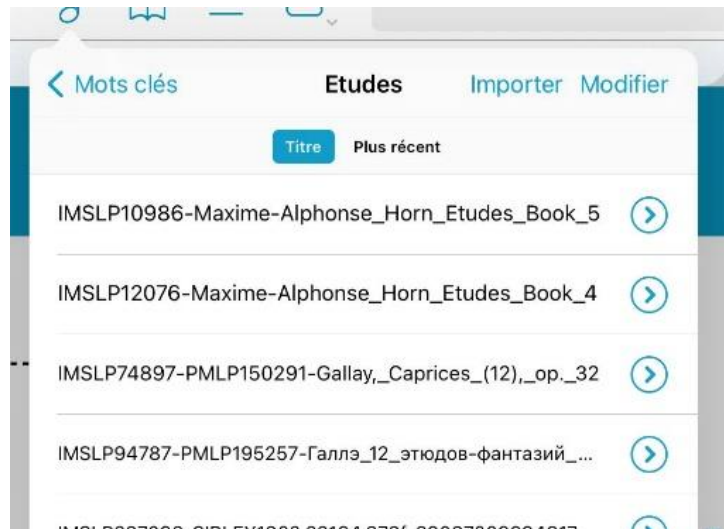 Mots clés
Etudes
Importer Modifier
Titre
Plus récent
IMSLP10986-Maxime-Alphonse_Horn_Etudes_Book_5
IMSLP12076-Maxime-Alphonse_Horn_Etudes_Book_4
IMSLP74897-PMLP150291-Gallay,_Caprices_(12),_op._32
IMSLP94787-PMLP195257-Галлэ_12_этюдов-фантазий_...